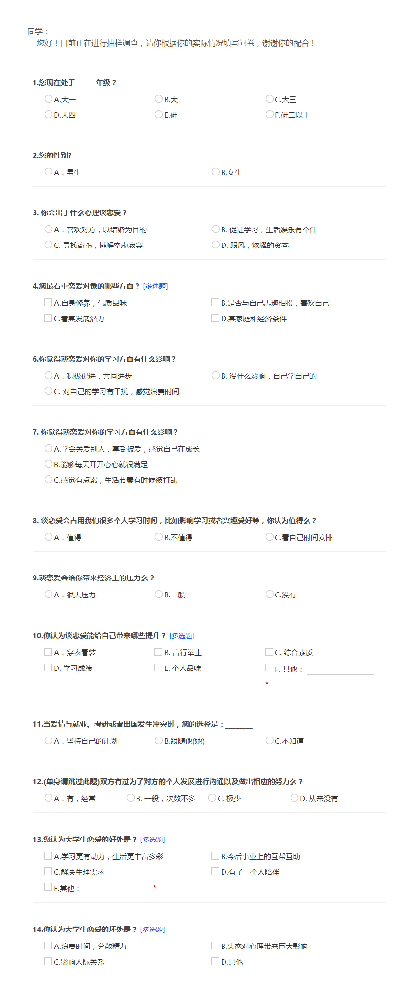 同学：
您好！目前正在进行抽样调查，请你根据你的实际情况填写问卷，谢谢你的配合！
1.您现在处于______年级？
A.大一 B.大二 C.大三
D.大四 E.研一 F.研二以上
2.您的性别?
A．男生 B.女生
3. 你会出于什么心理谈恋爱？
A．喜欢对方，以结婚为目的 B. 促进学习，生活娱乐有个伴
C. 寻找寄托，排解空虚寂寞 D. 跟风，炫耀的资本
4.您最看重恋爱对象的哪些方面？ [多选题]
A.自身修养，气质品味 B.是否与自己志趣相投，喜欢自己
C.看其发展潜力 D.其家庭和经济条件
6.你觉得谈恋爱对你的学习方面有什么影响？
A．积极促进，共同进步 B. 没什么影响，自己学自己的
C. 对自己的学习有干扰，感觉浪费时间
7. 你觉得谈恋爱对你的学习方面有什么影响？
A.学会关爱别人，享受被爱，感觉自己在成长
B.能够每天开开心心就很满足
C.感觉有点累，生活节奏有时候被打乱
8. 谈恋爱会占用我们很多个人学习时间，比如影响学习或者兴趣爱好等，你认为值得么？
A．值得 B.不值得 C.看自己时间安排
9.谈恋爱会给你带来经济上的压力么？
A．很大压力 B.一般 C.没有
10.你认为谈恋爱能给自己带来哪些提升？ [多选题]
A．穿衣着装 B. 言行举止 C. 综合素质
D. 学习成绩 E. 个人品味 F. 其他：
*
11.当爱情与就业、考研或者出国发生冲突时，您的选择是：________
A．坚持自己的计划 B.跟随他(她) C.不知道
12.(单身请跳过此题)双方有过为了对方的个人发展进行沟通以及做出相应的努力么？
A．有，经常 B. 一般，次数不多 C. 极少 D. 从来没有
13.您认为大学生恋爱的好处是？ [多选题]
A.学习更有动力，生活更丰富多彩 B.今后事业上的互帮互助
C.解决生理需求 D.有了一个人陪伴
E.其他： *
14.你认为大学生恋爱的坏处是？ [多选题]
A.浪费时间，分散精力 B.失恋对心理带来巨大影响
C.影响人际关系 D.其他